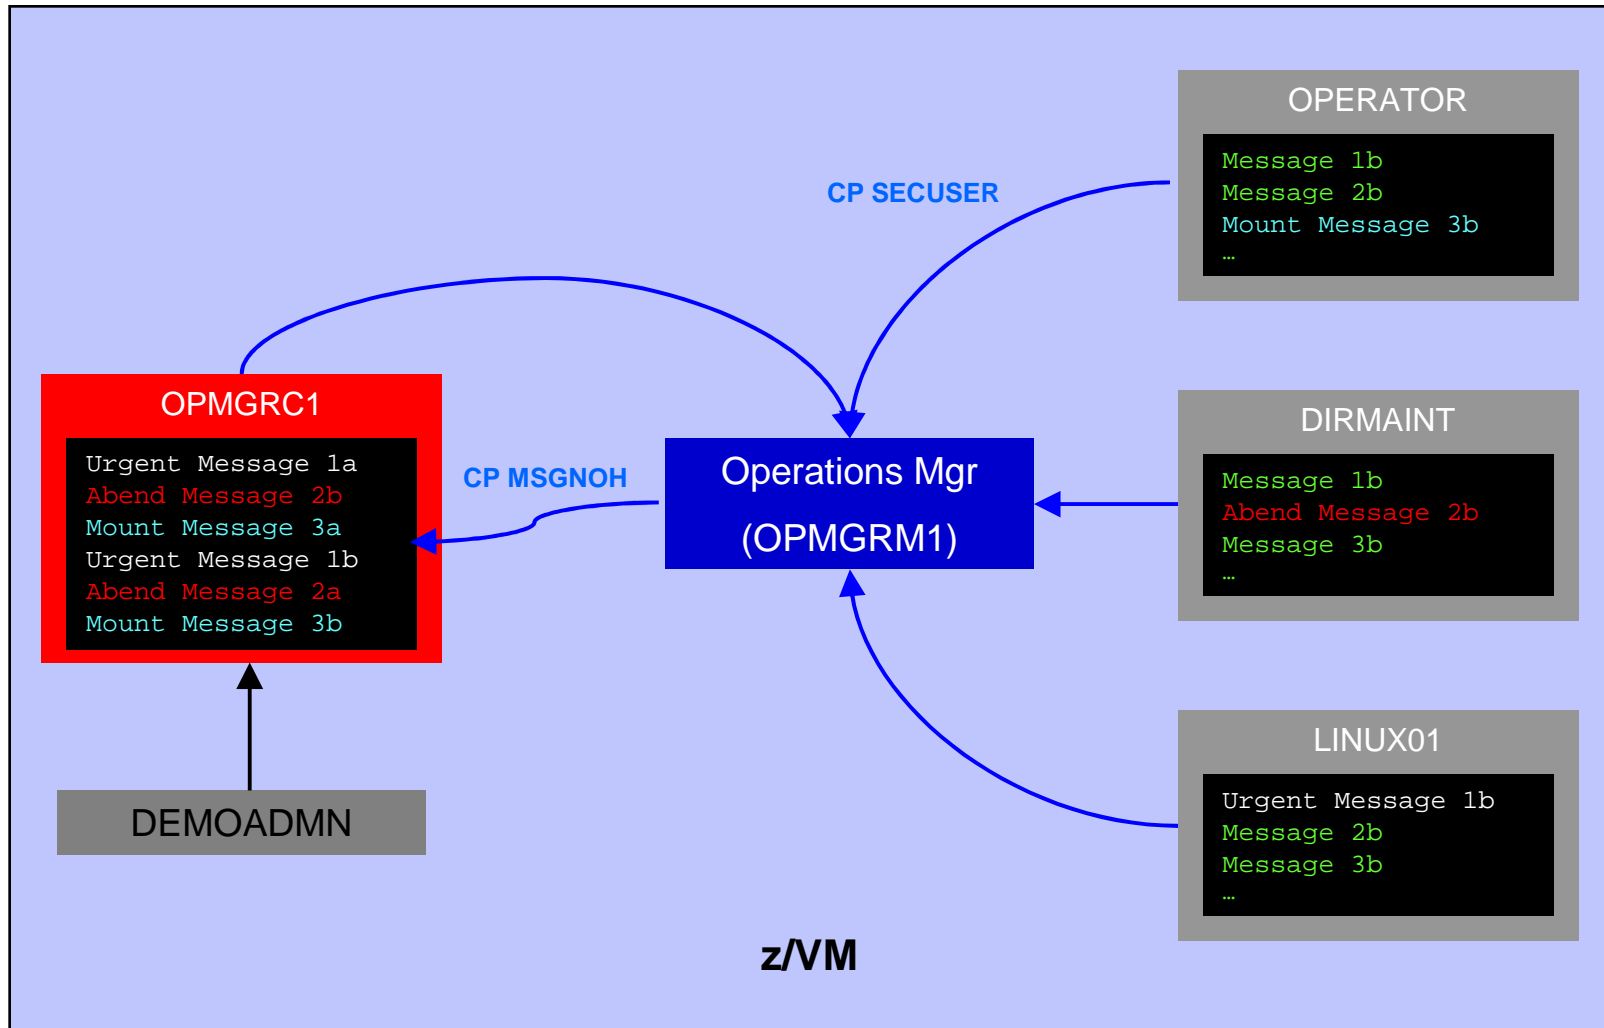 OPERATOR
Message 1b
Message 2b
Mount Message 3b
…
CP SECUSER
OPMGRC1
Urgent Message 1a
Abend Message 2b
Mount Message 3a
Urgent Message 1b
Abend Message 2a
Mount Message 3b
CP MSGNOH
Operations Mgr
(OPMGRM1)
DIRMAINT
Message 1b
Abend Message 2b
Message 3b
…
LINUX01
Urgent Message 1b
Message 2b
Message 3b
…
DEMOADMN
z/VM